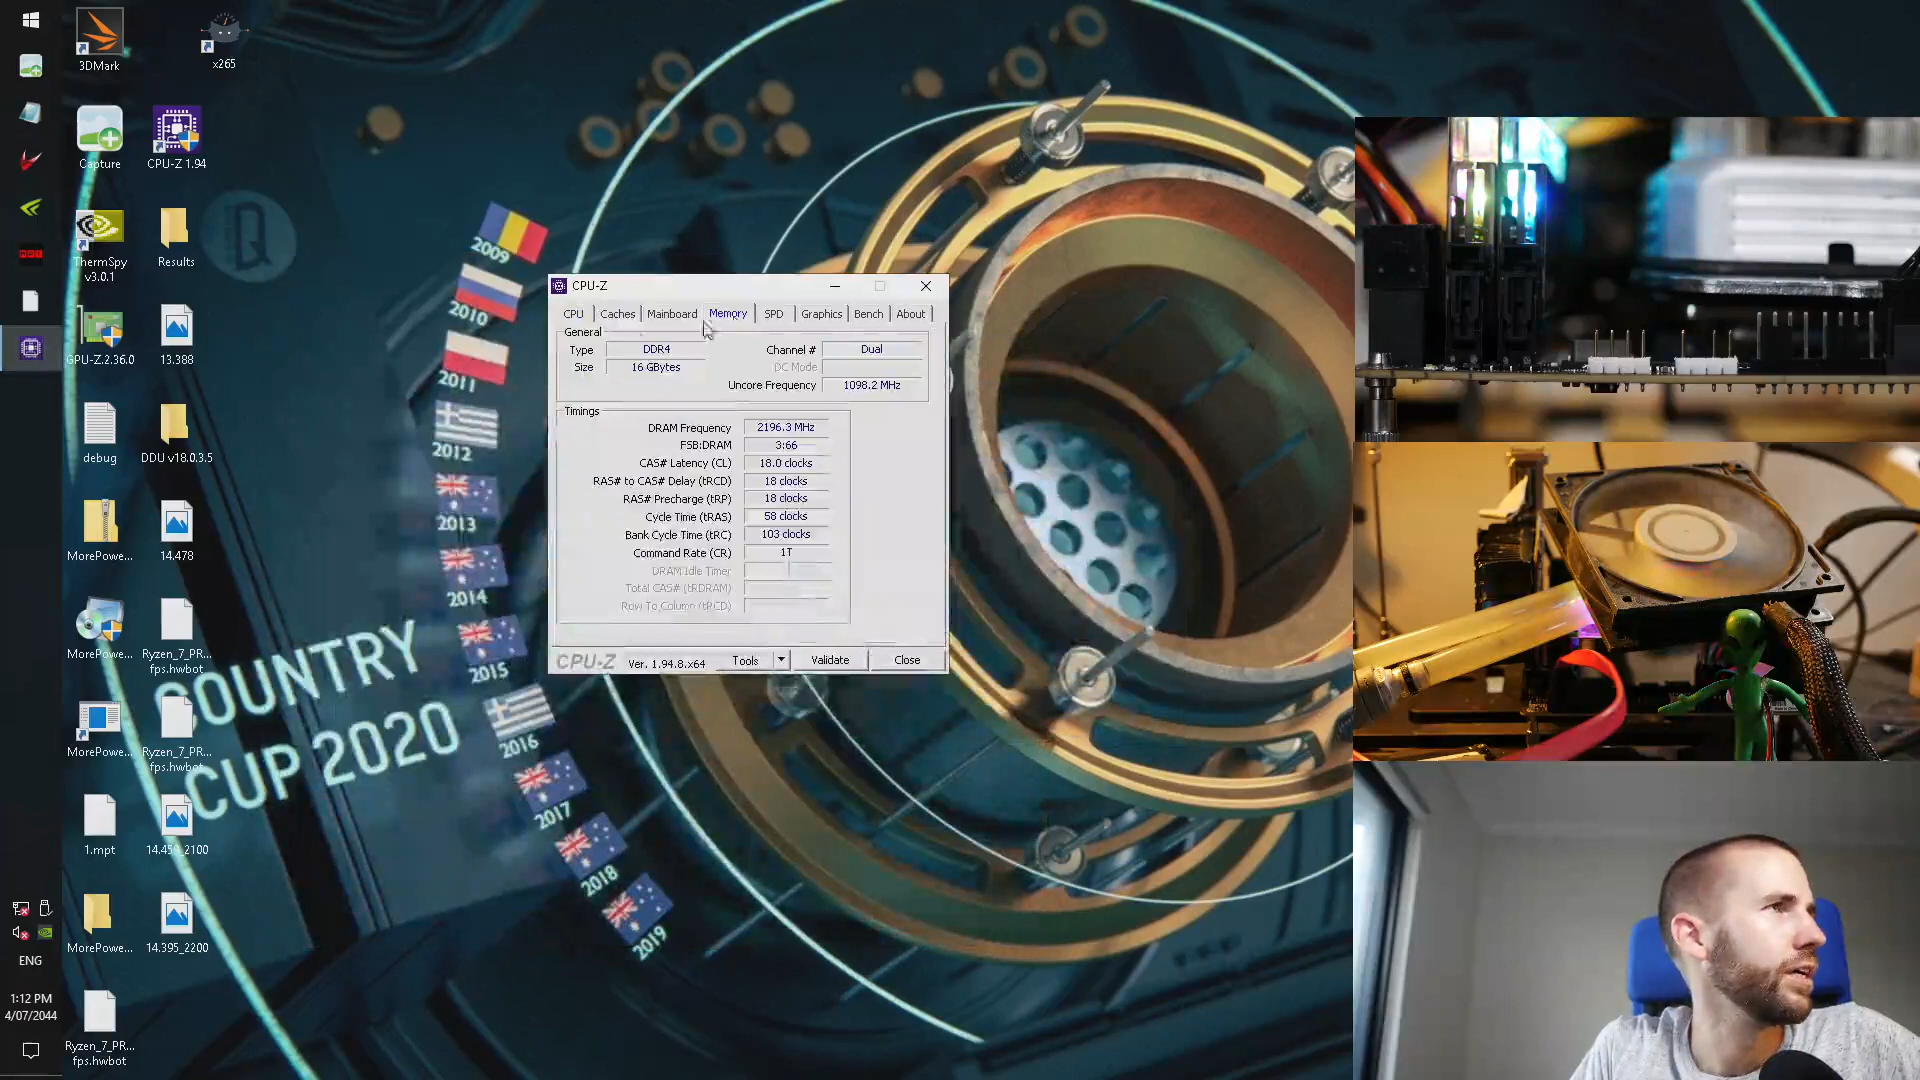 3DMark
x265
Capture
CPU-Z 1.94
ThermSpy
v3.0.1
Results
GPU-Z.2.36.0
13.388
debug
DDU v18.0.3.5
MorePowe...
14.478
MorePowe...
Ryzen_7_PR...
fps.hwbot
MorePowe...
Ryzen_7_PR...
fps.hwbot
1.mpt
14.459_2100
MorePowe...
14.395_2200
Ryzen_7_PR...
fps.hwbot
ENG
1:12 PM
4/07/2044
2009
2010
2011
2012
2013
2014
2015
2016
2017
2018
2019
COUNTRY
CUP 2020
CPU-Z
CPU Caches Mainboard Memory SPD Graphics Bench About
General
Type DDR4 Channel # Dual
Size 16 GBytes DC Mode
Uncore Frequency 1098.2 MHz
Timings
DRAM Frequency 2196.3 MHz
FSB:DRAM 3:66
CAS# Latency (CL) 18.0 clocks
RAS# to CAS# Delay (tRCD) 18 clocks
RAS# Precharge (tRP) 18 clocks
Cycle Time (tRAS) 58 clocks
Bank Cycle Time (tRC) 103 clocks
Command Rate (CR) 1T
DRAM Idle Timer
Total CAS# (tRDRAM)
Row To Column (tRCD)
CPU-Z Ver. 1.94.8.x64 Tools Validate Close